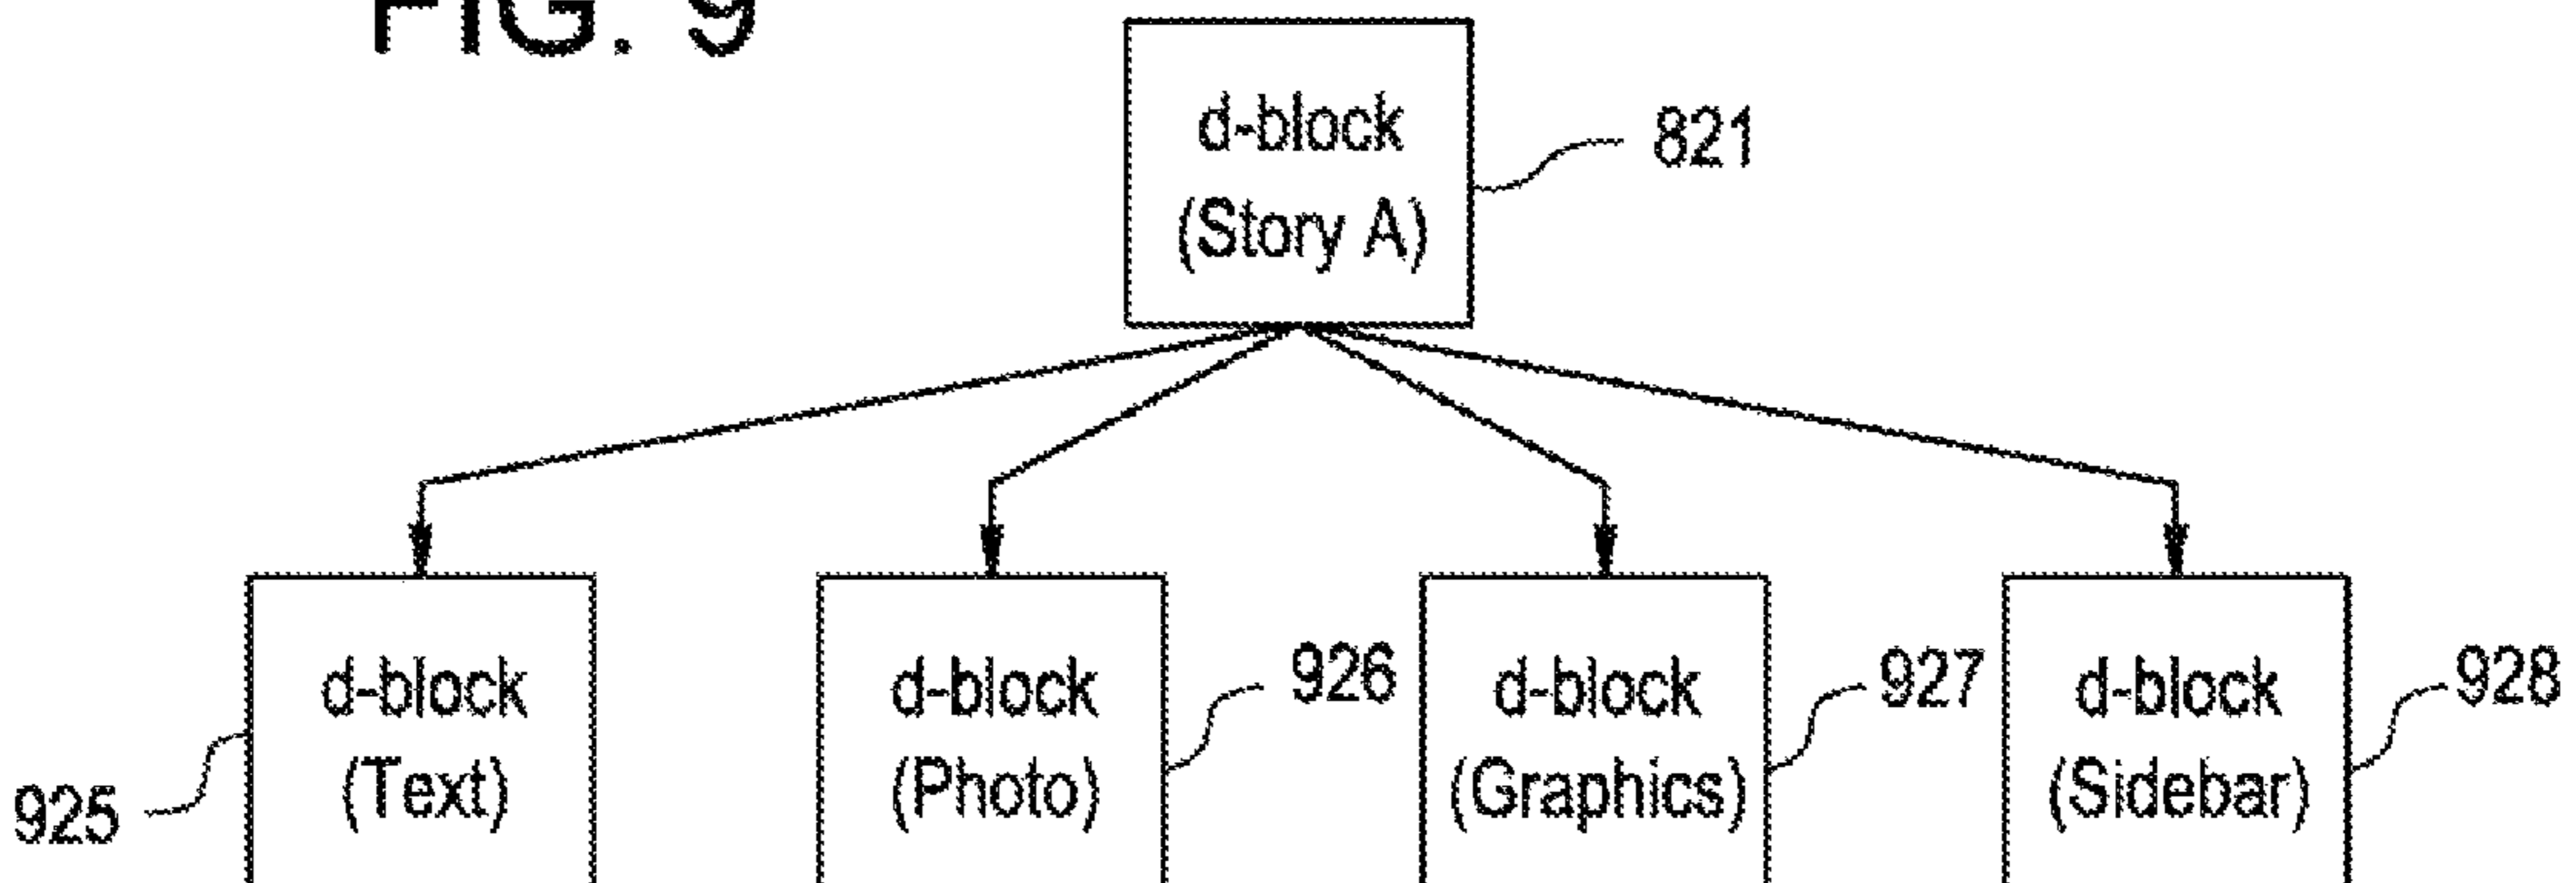 FIG. 9
d-block
(Story A)
821
d-block
(Text)
925
d-block
(Photo)
926
d-block
(Graphics)
927
d-block
(Sidebar)
928